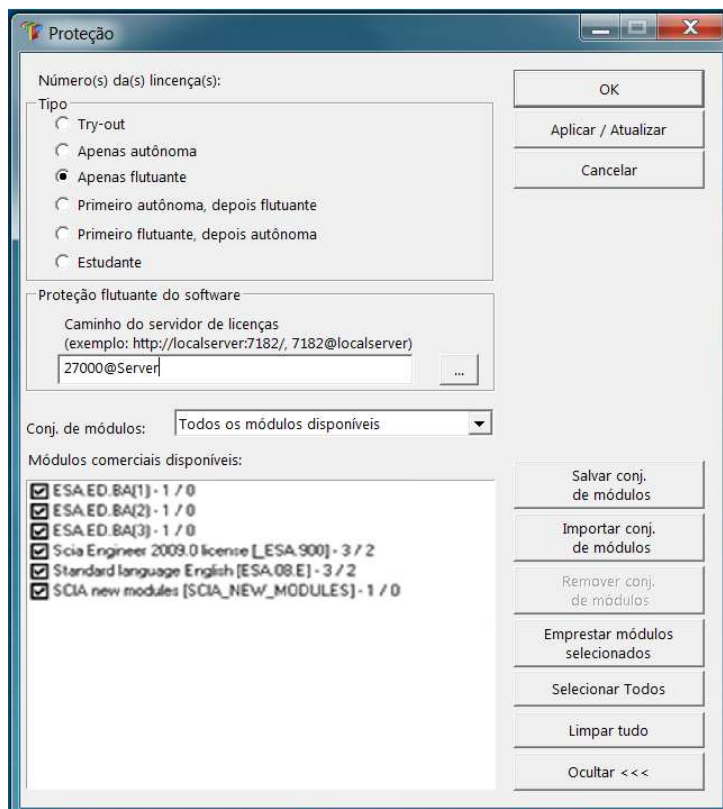 Proteção
Número(s) da(s) lincença(s):
Tipo
Try-out
Apenas autônoma
Apenas flutuante
Primeiro autônoma, depois flutuante
Primeiro flutuante, depois autônoma
Estudante
Proteção flutuante do software
Caminho do servidor de licenças
(exemplo: http://localserver:7182/, 7182@localserver)
27000@Server
...
Conj. de módulos:
Todos os módulos disponíveis
Módulos comerciais disponíveis:
ESA.ED.BA(1) - 1 / 0
ESA.ED.BA(2) - 1 / 0
ESA.ED.BA(3) - 1 / 0
Scia Engineer 2009.0 license [_ESA.900] - 3 / 2
Standard language English [ESA.08.E] - 3 / 2
SCIA new modules [SCIA_NEW_MODULES] - 1 / 0
OK
Aplicar / Atualizar
Cancelar
Salvar conj.
de módulos
Importar conj.
de módulos
Remover conj.
de módulos
Emprestar módulos
selecionados
Selecionar Todos
Limpar tudo
Ocultar <<<